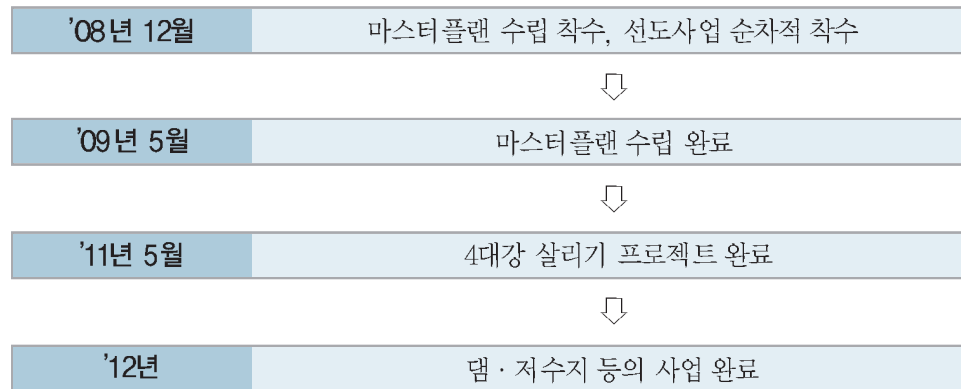 '08년 12월 마스터플랜 수립 착수, 선도사업 순차적 착수
'09년 5월 마스터플랜 수립 완료
'11년 5월 4대강 살리기 프로젝트 완료
'12년 댐 · 저수지 등의 사업 완료